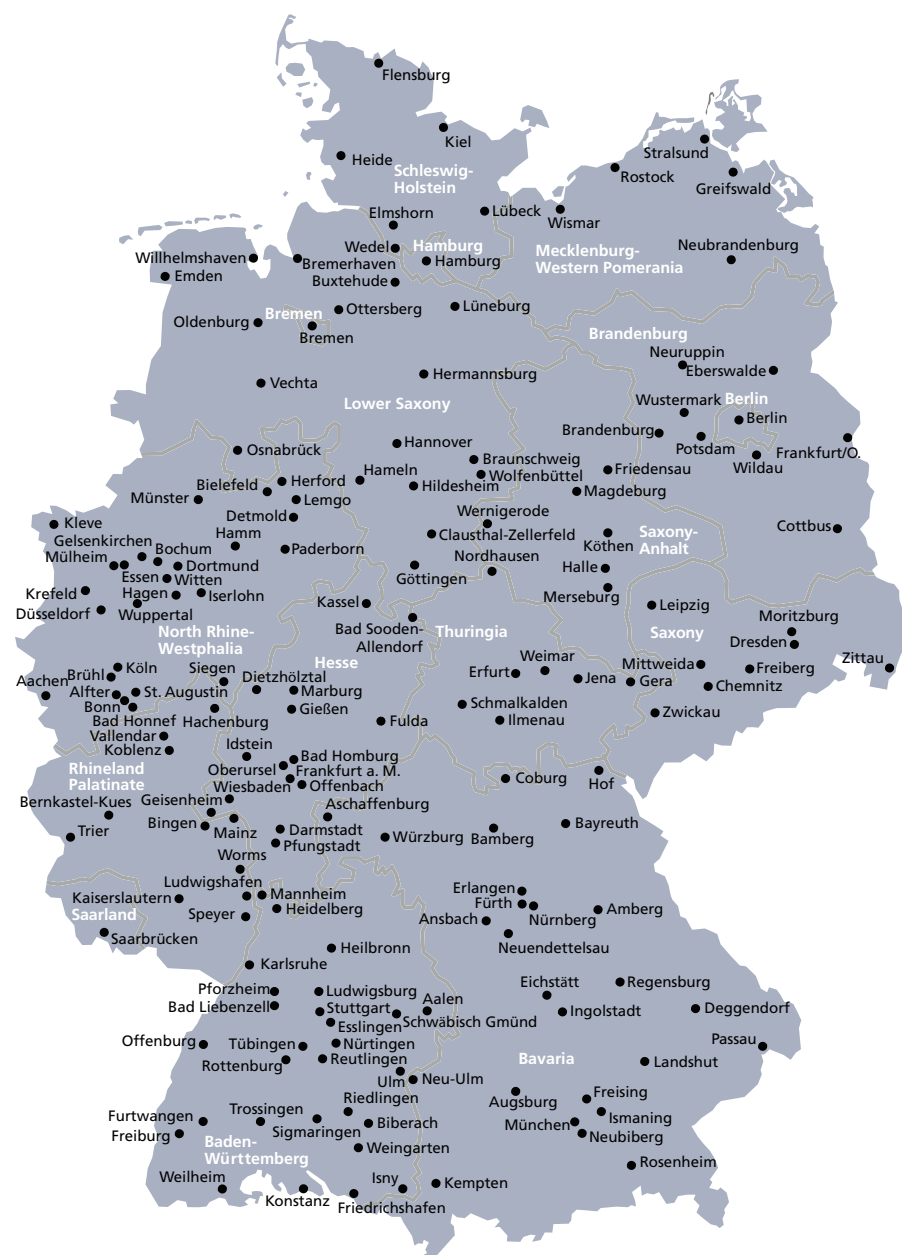 Flensburg
Kiel
Heide
Schleswig-
Holstein
Stralsund
Rostock
Greifswald
Elmshorn
Lübeck
Wismar
Wedel
Hamburg
Hamburg
Mecklenburg-
Western Pomerania
Neubrandenburg
Willhelmshaven
Bremerhaven
Emden
Buxtehude
Ottersberg
Lüneburg
Oldenburg
Bremen
Bremen
Brandenburg
Neuruppin
Eberswalde
Hermannsburg
Vechta
Lower Saxony
Wustermark
Berlin
Berlin
Brandenburg
Potsdam
Wildau
Frankfurt/O.
Hannover
Osnabrück
Braunschweig
Wolfenbüttel
Friedensau
Magdeburg
Hameln
Hildesheim
Bielefeld
Herford
Münster
Lemgo
Detmold
Wernigerode
Clausthal-Zellerfeld
Nordhausen
Köthen
Saxony-
Anhalt
Cottbus
Kleve
Gelsenkirchen
Hamm
Bochum
Mülheim
Paderborn
Dortmund
Essen
Witten
Göttingen
Halle
Merseburg
Krefeld
Hagen
Iserlohn
Düsseldorf
Wuppertal
Kassel
Leipzig
Bad Sooden-
Allendorf
Thuringia
Saxony
Moritzburg
Dresden
North Rhine-
Westphalia
Hesse
Weimar
Erfurt
Jena
Mittweida
Gera
Freiberg
Chemnitz
Zittau
Köln
Brühl
Siegen
Dietzhölztal
Aachen
Alfter
St. Augustin
Marburg
Bonn
Bad Honnef
Hachenburg
Gießen
Fulda
Schmalkalden
Ilmenau
Zwickau
Vallendar
Koblenz
Idstein
Bad Homburg
Oberursel
Frankfurt a. M.
Wiesbaden
Offenbach
Coburg
Hof
Rhineland
Palatinate
Bernkastel-Kues
Geisenheim
Aschaffenburg
Trier
Bingen
Mainz
Darmstadt
Pfungstadt
Würzburg
Bamberg
Bayreuth
Worms
Ludwigshafen
Kaiserslautern
Mannheim
Erlangen
Fürth
Saarland
Speyer
Heidelberg
Ansbach
Nürnberg
Amberg
Saarbrücken
Heilbronn
Neuendettelsau
Karlsruhe
Pforzheim
Ludwigsburg
Eichstätt
Regensburg
Bad Liebenzell
Stuttgart
Aalen
Schwäbisch Gmünd
Ingolstadt
Deggendorf
Esslingen
Offenburg
Tübingen
Nürtingen
Passau
Rottenburg
Reutlingen
Bavaria
Landshut
Ulm
Neu-Ulm
Riedlingen
Augsburg
Freising
Furtwangen
Trossingen
Biberach
Ismaning
Freiburg
Sigmaringen
München
Neubiberg
Baden-
Württemberg
Weingarten
Rosenheim
Weilheim
Isny
Kempten
Konstanz
Friedrichshafen